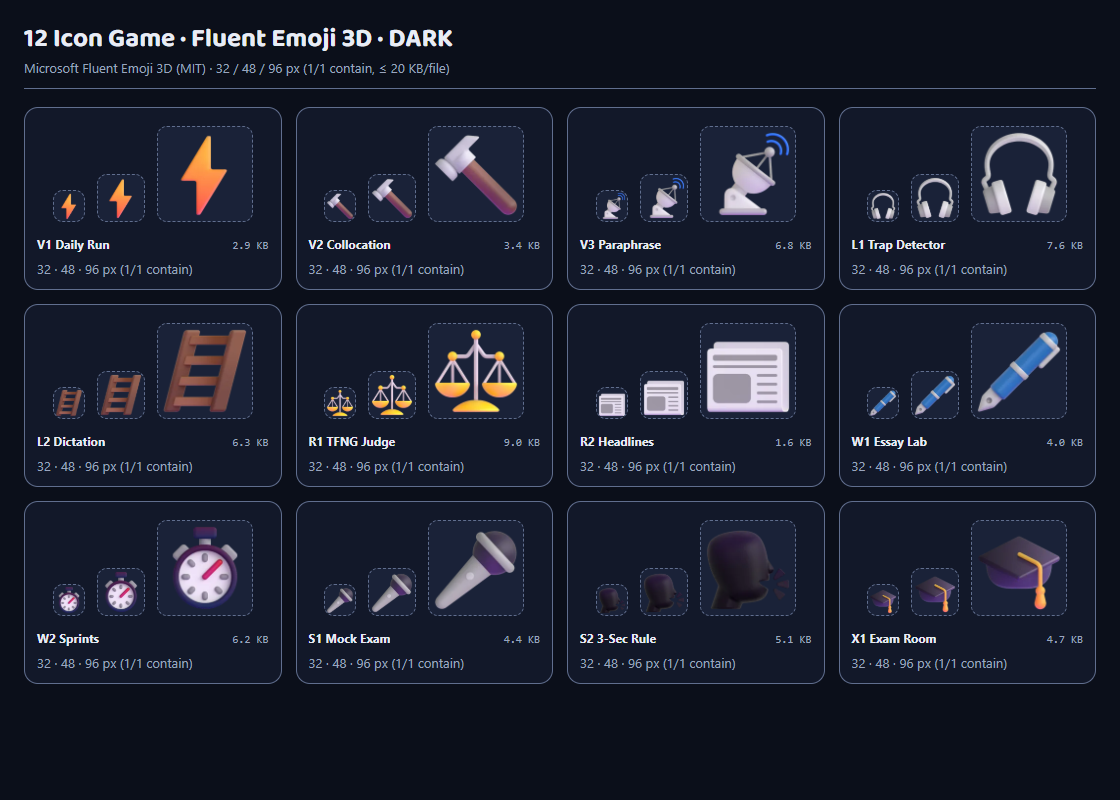 12 Icon Game · Fluent Emoji 3D · DARK
Microsoft Fluent Emoji 3D (MIT) · 32 / 48 / 96 px (1/1 contain, ≤ 20 KB/file)
V1 Daily Run 2.9 KB
32 · 48 · 96 px (1/1 contain)
V2 Collocation 3.4 KB
32 · 48 · 96 px (1/1 contain)
V3 Paraphrase 6.8 KB
32 · 48 · 96 px (1/1 contain)
L1 Trap Detector 7.6 KB
32 · 48 · 96 px (1/1 contain)
L2 Dictation 6.3 KB
32 · 48 · 96 px (1/1 contain)
R1 TFNG Judge 9.0 KB
32 · 48 · 96 px (1/1 contain)
R2 Headlines 1.6 KB
32 · 48 · 96 px (1/1 contain)
W1 Essay Lab 4.0 KB
32 · 48 · 96 px (1/1 contain)
W2 Sprints 6.2 KB
32 · 48 · 96 px (1/1 contain)
S1 Mock Exam 4.4 KB
32 · 48 · 96 px (1/1 contain)
S2 3-Sec Rule 5.1 KB
32 · 48 · 96 px (1/1 contain)
X1 Exam Room 4.7 KB
32 · 48 · 96 px (1/1 contain)